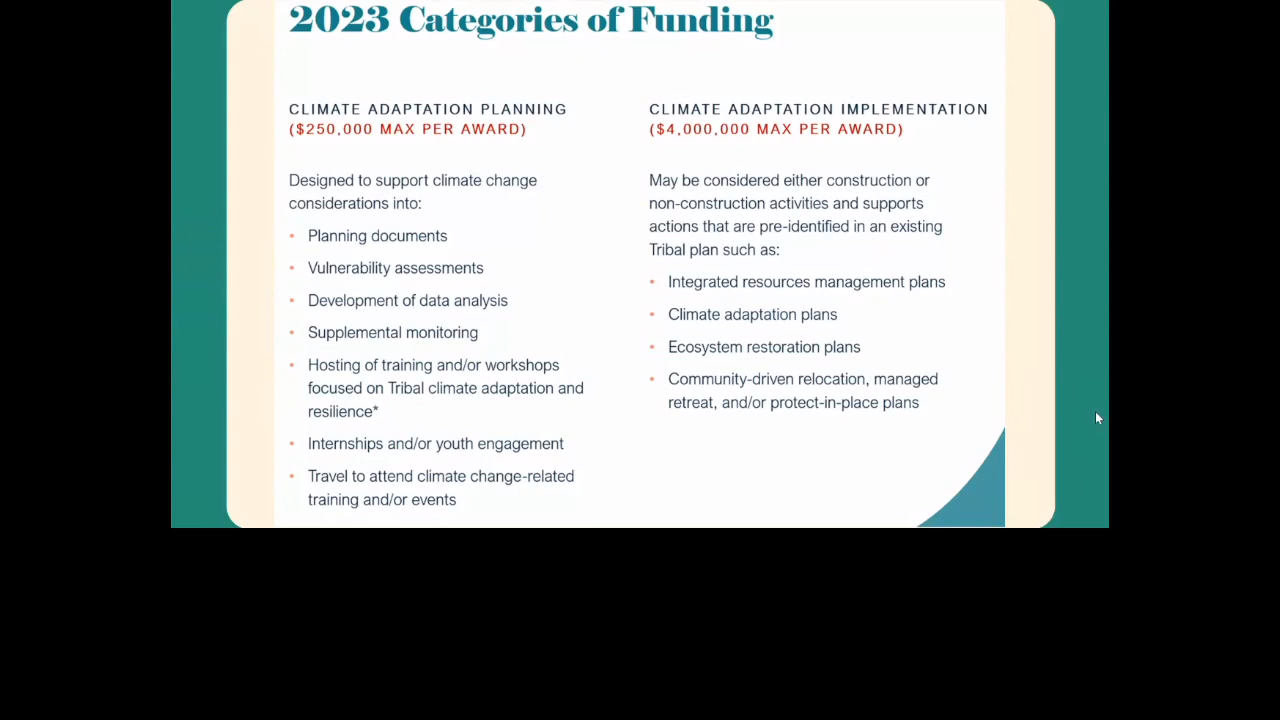 2023 Categories of Funding
CLIMATE ADAPTATION PLANNING
($250,000 MAX PER AWARD)
Designed to support climate change
considerations into:
• Planning documents
• Vulnerability assessments
• Development of data analysis
• Supplemental monitoring
• Hosting of training and/or workshops
focused on Tribal climate adaptation and
resilience*
• Internships and/or youth engagement
• Travel to attend climate change-related
training and/or events
CLIMATE ADAPTATION IMPLEMENTATION
($4,000,000 MAX PER AWARD)
May be considered either construction or
non-construction activities and supports
actions that are pre-identified in an existing
Tribal plan such as:
• Integrated resources management plans
• Climate adaptation plans
• Ecosystem restoration plans
• Community-driven relocation, managed
retreat, and/or protect-in-place plans